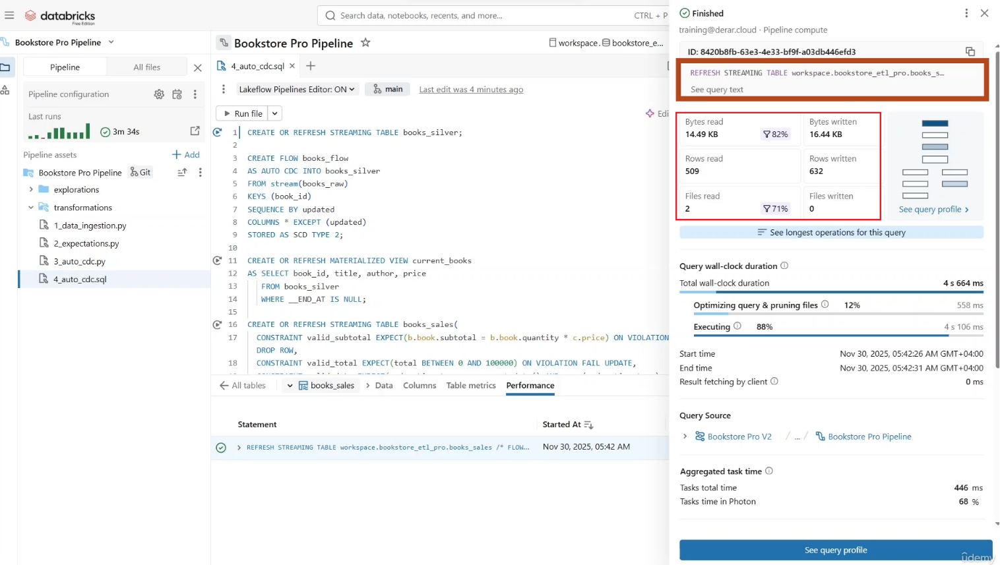 databricks
Free Edition
Search data, notebooks, recents, and more...
CTRL + P
Bookstore Pro Pipeline
Bookstore Pro Pipeline
workspace.
bookstore_e...
Pipeline
All files
4_auto_cdc.sql
Pipeline configuration
Lakeflow Pipelines Editor: ON
main
Last edit was 4 minutes ago
Last runs
3m 34s
Run file
Edi
Pipeline assets
Add
Bookstore Pro Pipeline
Git
explorations
transformations
1_data_ingestion.py
2_expectations.py
3_auto_cdc.py
4_auto_cdc.sql
1 CREATE OR REFRESH STREAMING TABLE books_silver;
2
3 CREATE FLOW books_flow
4 AS AUTO CDC INTO books_silver
5 FROM stream(books_raw)
6 KEYS (book_id)
7 SEQUENCE BY updated
8 COLUMNS * EXCEPT (updated)
9 STORED AS SCD TYPE 2;
10
11 CREATE OR REFRESH MATERIALIZED VIEW current_books
12 AS SELECT book_id, title, author, price
13 FROM books_silver
14 WHERE __END_AT IS NULL;
15
16 CREATE OR REFRESH STREAMING TABLE books_sales(
17 CONSTRAINT valid_subtotal EXPECT(b.book.subtotal = b.book.quantity * c.price) ON VIOLATION
DROP ROW,
18 CONSTRAINT valid_total EXPECT(total BETWEEN 0 AND 100000) ON VIOLATION FAIL UPDATE,
All tables
books_sales
Data
Columns
Table metrics
Performance
Statement
Started At
REFRESH STREAMING TABLE workspace.bookstore_etl_pro.books_sales /* FLOW...
Nov 30, 2025, 05:42 AM
Finished
training@derar.cloud · Pipeline compute
ID: 8420b8fb-63e3-4e33-bf9f-a03db446efd3
REFRESH STREAMING TABLE workspace.bookstore_etl_pro.books_s...
See query text
Bytes read
14.49 KB
82%
Bytes written
16.44 KB
Rows read
509
Rows written
632
Files read
2
71%
Files written
0
See query profile
See longest operations for this query
Query wall-clock duration
Total wall-clock duration 4 s 664 ms
Optimizing query & pruning files 12% 558 ms
Executing 88% 4 s 106 ms
Start time Nov 30, 2025, 05:42:26 AM GMT+04:00
End time Nov 30, 2025, 05:42:31 AM GMT+04:00
Result fetching by client 0 ms
Query Source
Bookstore Pro V2 / ... / Bookstore Pro Pipeline
Aggregated task time
Tasks total time 446 ms
Tasks time in Photon 68 %
See query profile
udemy